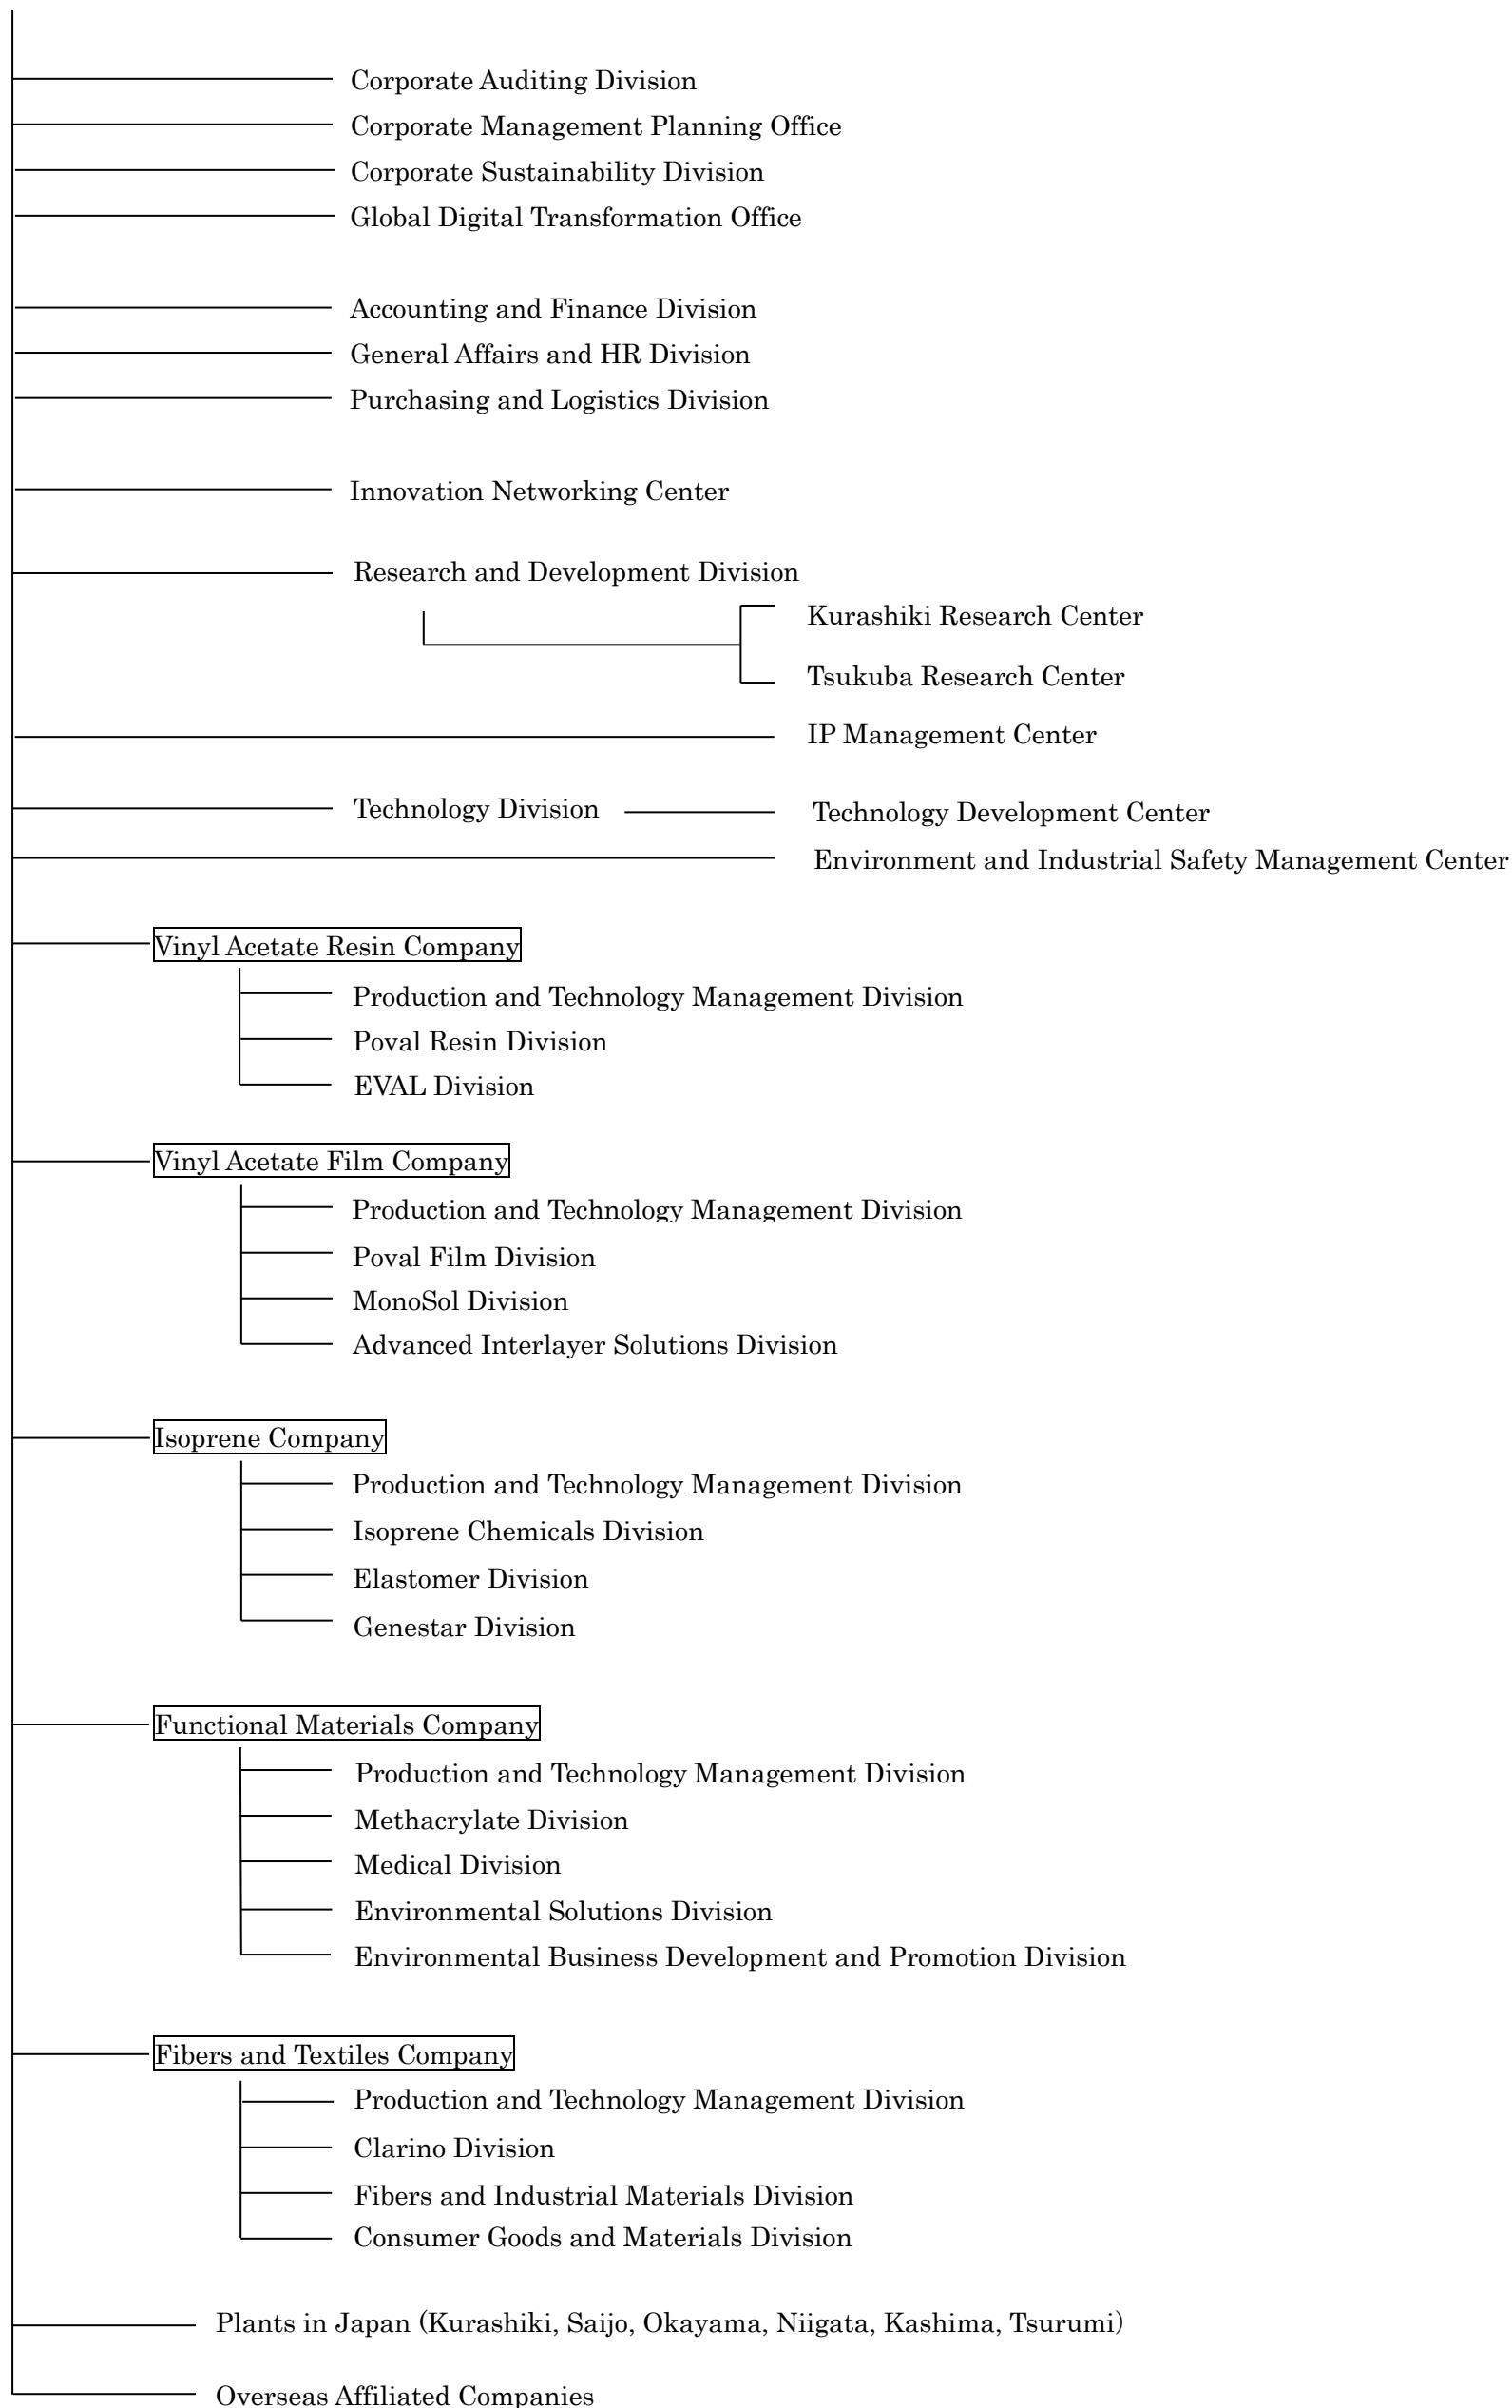 Corporate Auditing Division
Corporate Management Planning Office
Corporate Sustainability Division
Global Digital Transformation Office
Accounting and Finance Division
General Affairs and HR Division
Purchasing and Logistics Division
Innovation Networking Center
Research and Development Division
Kurashiki Research Center
Tsukuba Research Center
IP Management Center
Technology Division
Technology Development Center
Environment and Industrial Safety Management Center
Vinyl Acetate Resin Company
Production and Technology Management Division
Poval Resin Division
EVAL Division
Vinyl Acetate Film Company
Production and Technology Management Division
Poval Film Division
MonoSol Division
Advanced Interlayer Solutions Division
Isoprene Company
Production and Technology Management Division
Isoprene Chemicals Division
Elastomer Division
Genestar Division
Functional Materials Company
Production and Technology Management Division
Methacrylate Division
Medical Division
Environmental Solutions Division
Environmental Business Development and Promotion Division
Fibers and Textiles Company
Production and Technology Management Division
Clarino Division
Fibers and Industrial Materials Division
Consumer Goods and Materials Division
Plants in Japan (Kurashiki, Saijo, Okayama, Niigata, Kashima, Tsurumi)
Overseas Affiliated Companies